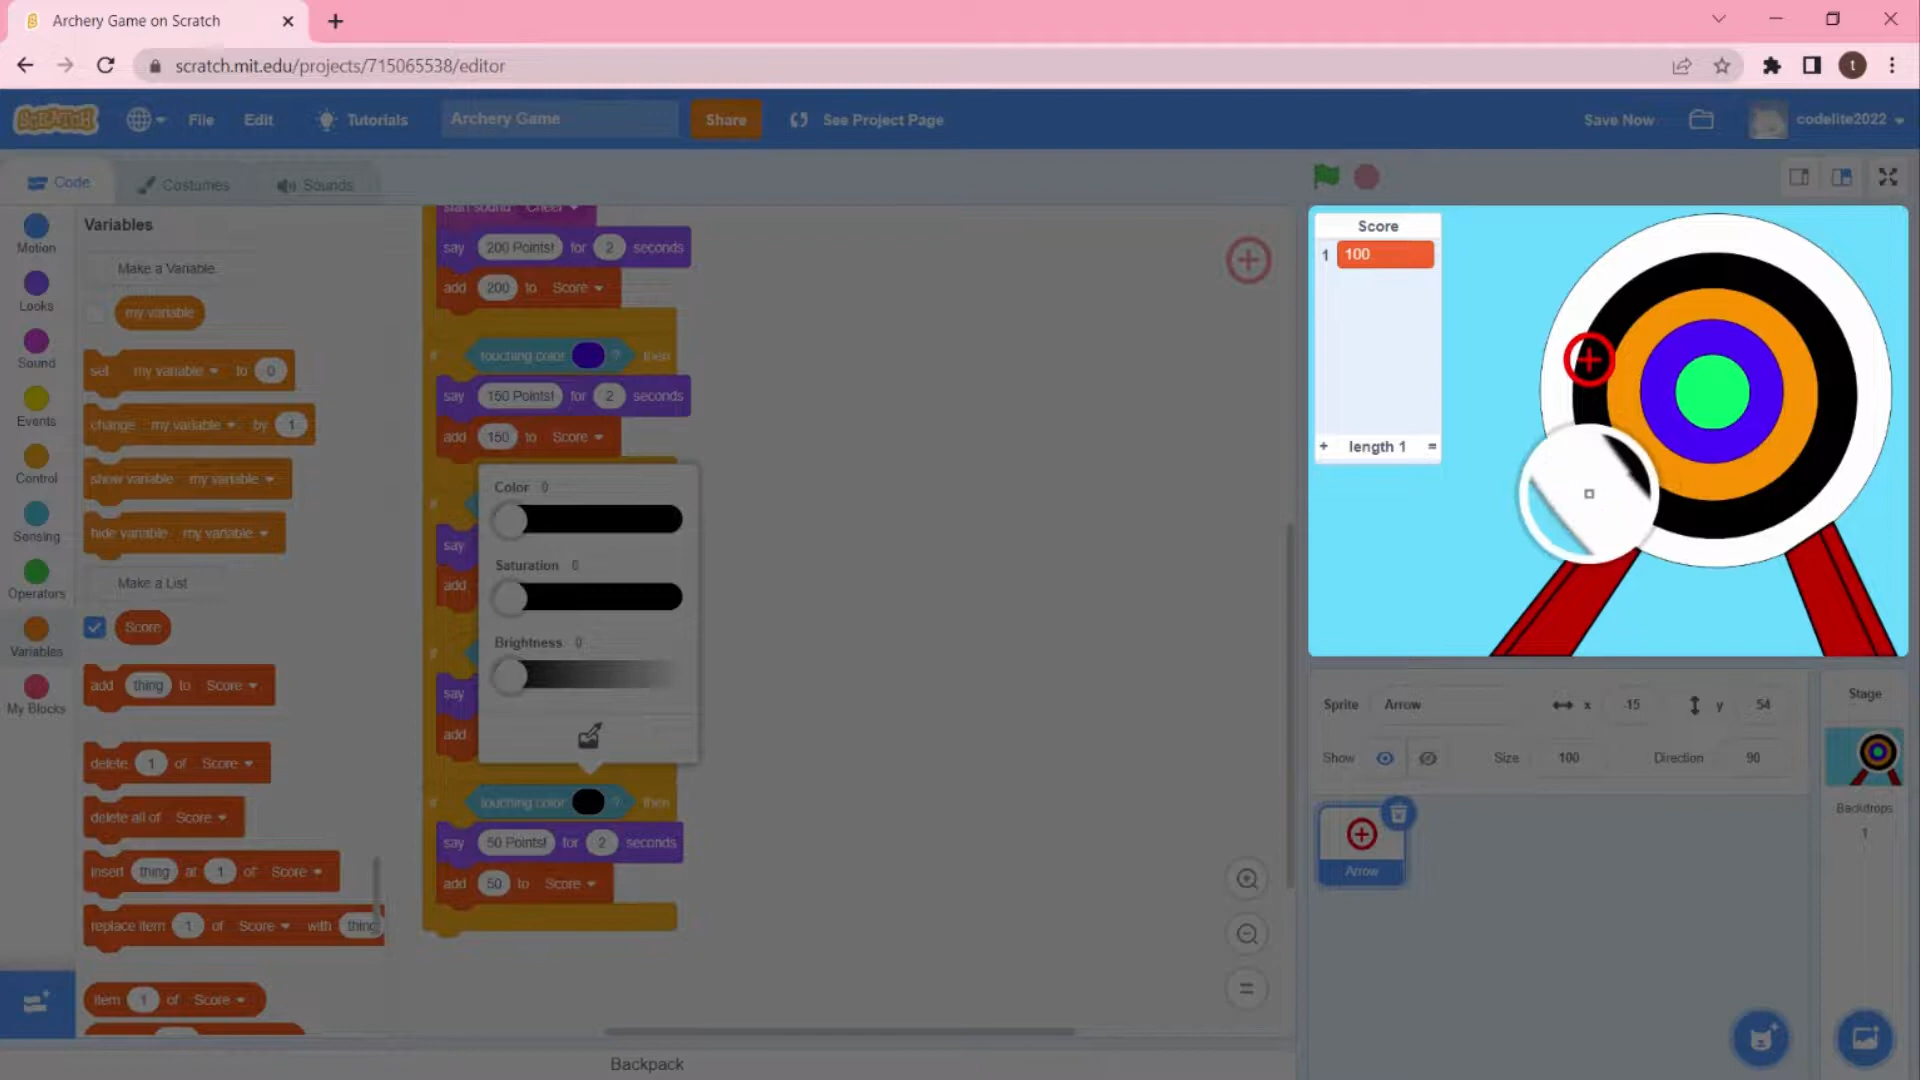 Archery Game on Scratch
scratch.mit.edu/projects/715065538/editor
t
SCRATCH
File
Edit
Tutorials
Archery Game
Share
See Project Page
Save Now
codelite2022
Code
Costumes
Sounds
Motion
Looks
Sound
Events
Control
Sensing
Operators
Variables
My Blocks
Variables
Make a Variable
my variable
set my variable to 0
change my variable by 1
show variable my variable
hide variable my variable
Make a List
Score
add thing to Score
delete 1 of Score
delete all of Score
insert thing at 1 of Score
replace item 1 of Score with thing
item 1 of Score
start sound Cheer
say 200 Points! for 2 seconds
add 200 to Score
if touching color ? then
say 150 Points! for 2 seconds
add 150 to Score
Color 0
Saturation 0
Brightness 0
say
add
say
add
if touching color ? then
say 50 Points! for 2 seconds
add 50 to Score
Backpack
Score
1 100
+ length 1 =
Sprite Arrow x -15 y 54
Show Size 100 Direction 90
Arrow
Stage
Backdrops
1